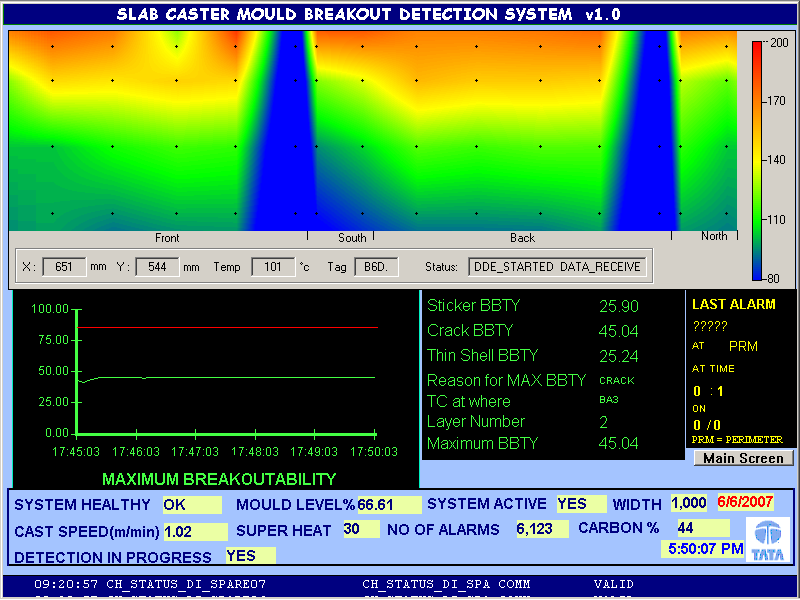 SLAB CASTER MOULD BREAKOUT DETECTION SYSTEM v1.0
200
170
140
110
80
Front South Back North
X: 651 mm Y: 544 mm Temp 101 °c Tag B6D. Status: DDE_STARTED DATA_RECEIVE
100.00
75.00
50.00
25.00
0.00
17:45:03 17:46:03 17:47:03 17:48:03 17:49:03 17:50:03
MAXIMUM BREAKOUTABILITY
Sticker BBTY 25.90
Crack BBTY 45.04
Thin Shell BBTY 25.24
Reason for MAX BBTY CRACK
TC at where BA3
Layer Number 2
Maximum BBTY 45.04
LAST ALARM
?????
AT PRM
AT TIME
0 : 1
ON
0 / 0
PRM = PERIMETER
Main Screen
SYSTEM HEALTHY OK MOULD LEVEL% 66.61 SYSTEM ACTIVE YES WIDTH 1,000 6/6/2007
CAST SPEED(m/min) 1.02 SUPER HEAT 30 NO OF ALARMS 6,123 CARBON % 44
5:50:07 PM
TATA
DETECTION IN PROGRESS YES
09:20:57 CH_STATUS_DI_SPARE07 CH_STATUS_DI_SPA COMM VALID